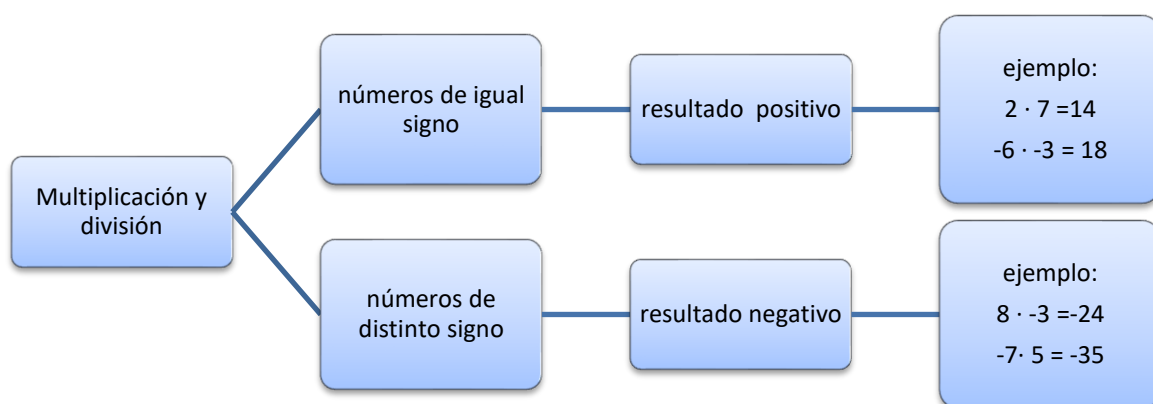 Multiplicación y
división
números de igual
signo
resultado  positivo
ejemplo:
2 · 7 =14
-6 · -3 = 18
números de
distinto signo
resultado negativo
ejemplo:
8 · -3 =-24
-7· 5 = -35